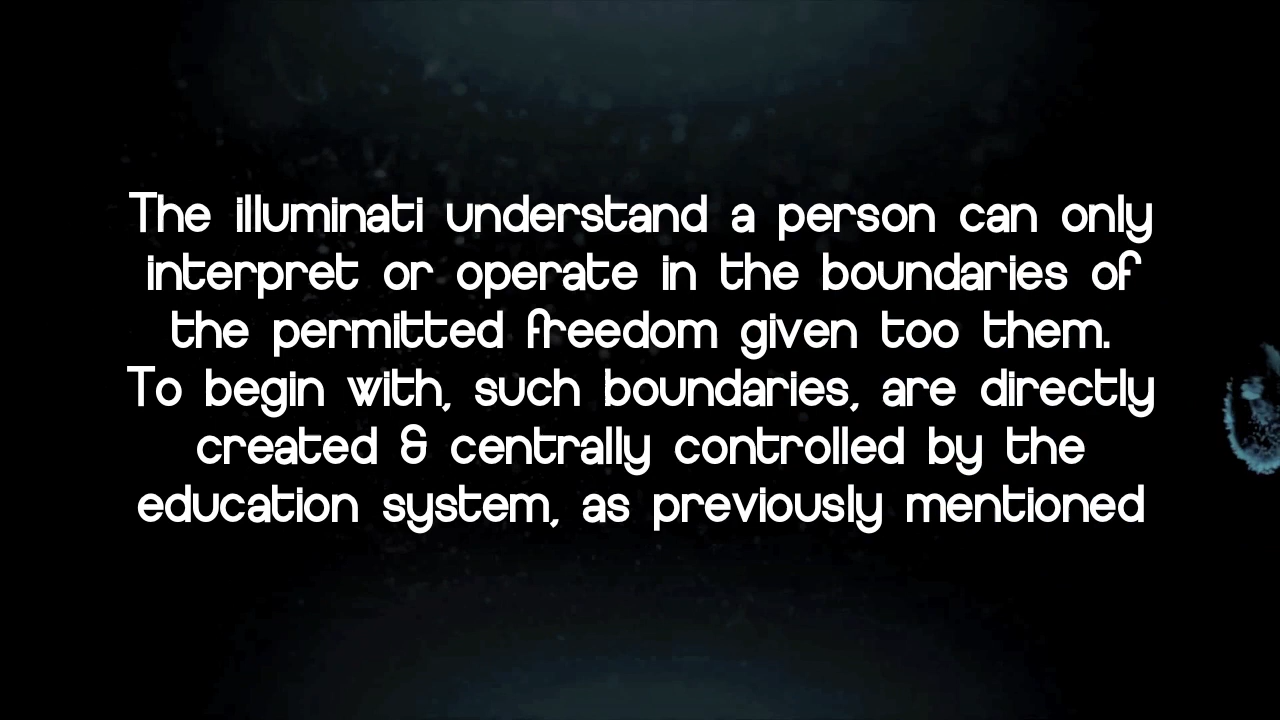 The illuminati understand a person can only
interpret or operate in the boundaries of
the permitted freedom given too them.
To begin with, such boundaries, are directly
created & centrally controlled by the
education system, as previously mentioned